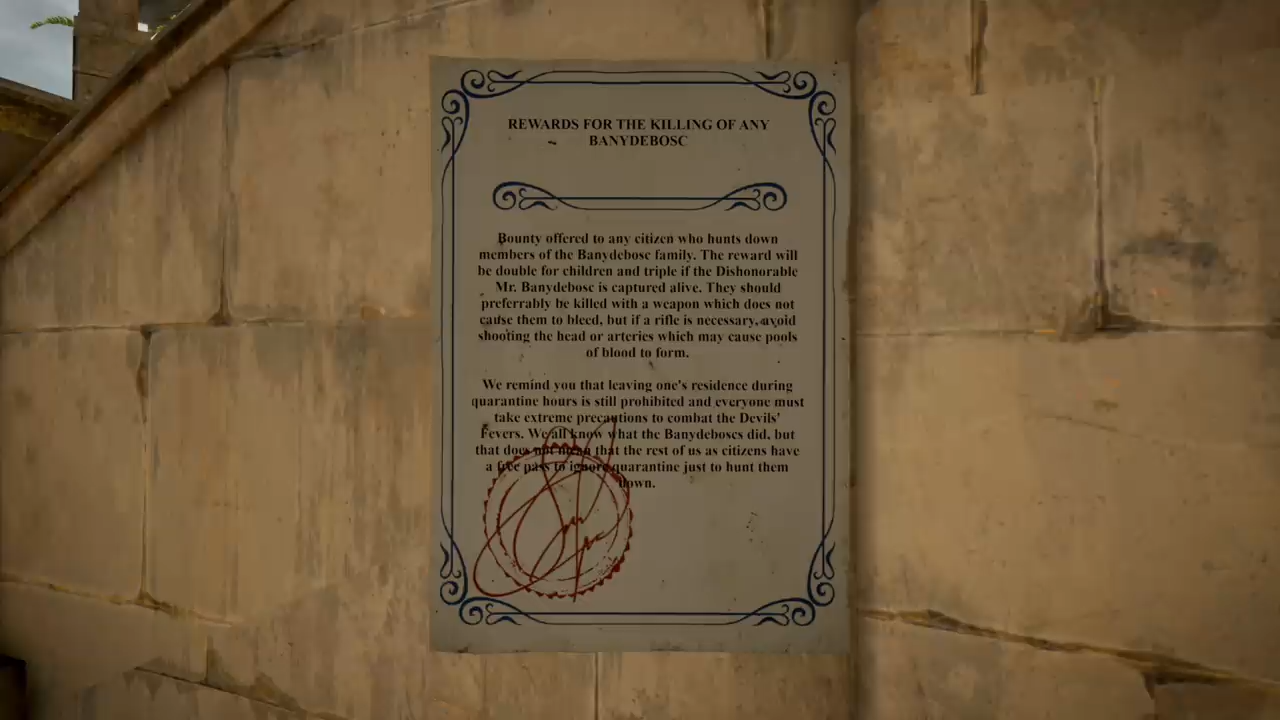 REWARDS FOR THE KILLING OF ANY
BANYDEBOSC
Bounty offered to any citizen who hunts down
members of the Banydebosc family. The reward will
be double for children and triple if the Dishonorable
Mr. Banydebosc is captured alive. They should
preferrably be killed with a weapon which does not
cause them to bleed, but if a rifle is necessary, avoid
shooting the head or arteries which may cause pools
of blood to form.
We remind you that leaving one's residence during
quarantine hours is still prohibited and everyone must
take extreme precautions to combat the Devils'
Fevers. We all know what the Banydeboscs did, but
that does not mean that the rest of us as citizens have
a free pass to ignore quarantine just to hunt them
down.